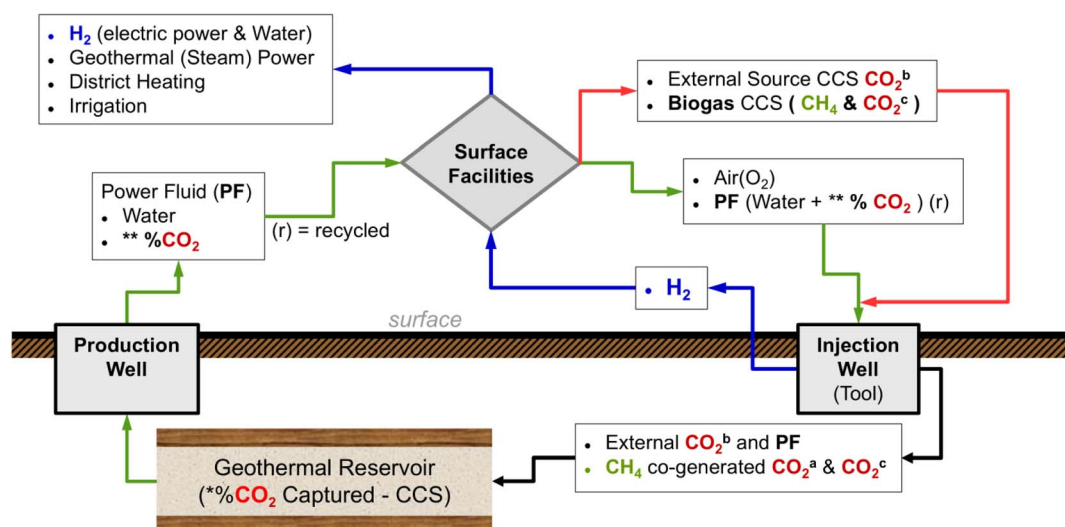 • H₂ (electric power & Water)
• Geothermal (Steam) Power
• District Heating
• Irrigation
• External Source CCS CO₂ᵇ
• Biogas CCS ( CH₄ & CO₂ᶜ )
Surface
Facilities
Power Fluid (PF)
• Water
• ** %CO₂
(r) = recycled
• Air(O₂)
• PF (Water + ** % CO₂ ) (r)
• H₂
surface
Production
Well
Injection
Well
(Tool)
• External CO₂ᵇ and PF
• CH₄ co-generated CO₂ᵃ & CO₂ᶜ
Geothermal Reservoir
(*%CO₂ Captured - CCS)